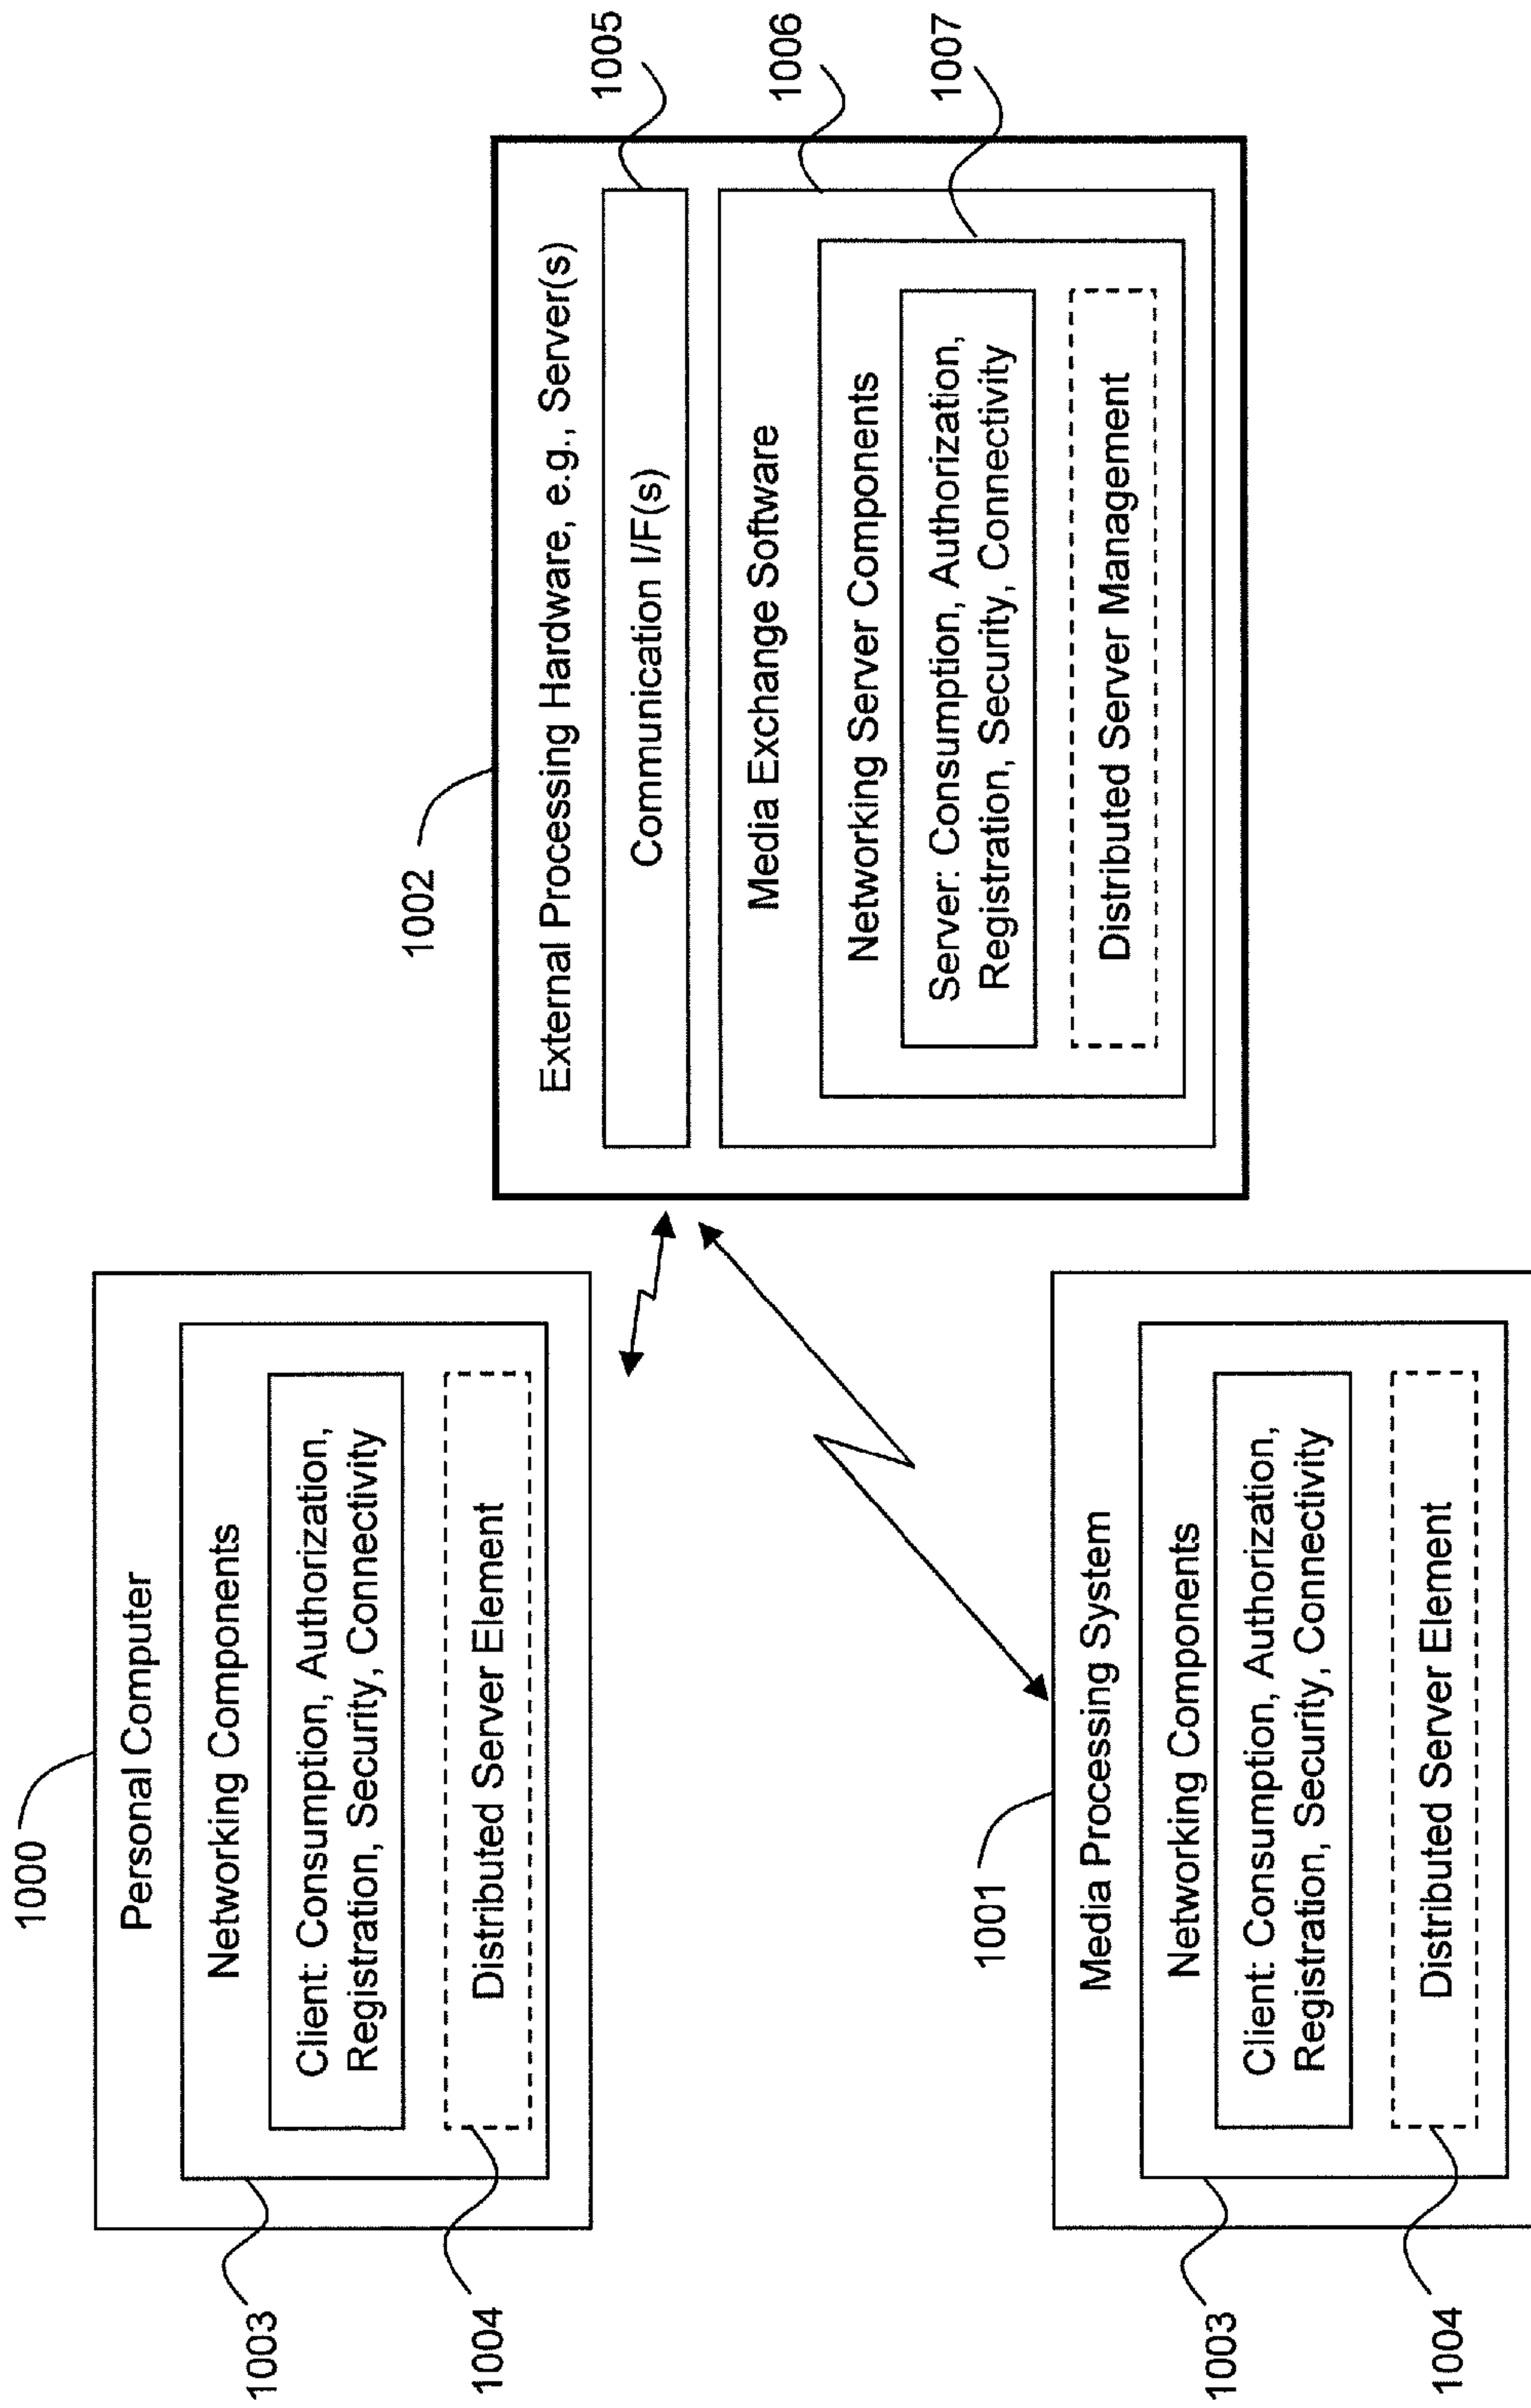 1000
Personal Computer
Networking Components
Client: Consumption, Authorization,
Registration, Security, Connectivity
Distributed Server Element
1003
1004
1001
Media Processing System
Networking Components
Client: Consumption, Authorization,
Registration, Security, Connectivity
Distributed Server Element
1003
1004
1002
External Processing Hardware, e.g., Server(s)
Communication I/F(s)
Media Exchange Software
Networking Server Components
Server: Consumption, Authorization,
Registration, Security, Connectivity
Distributed Server Management
1005
1006
1007